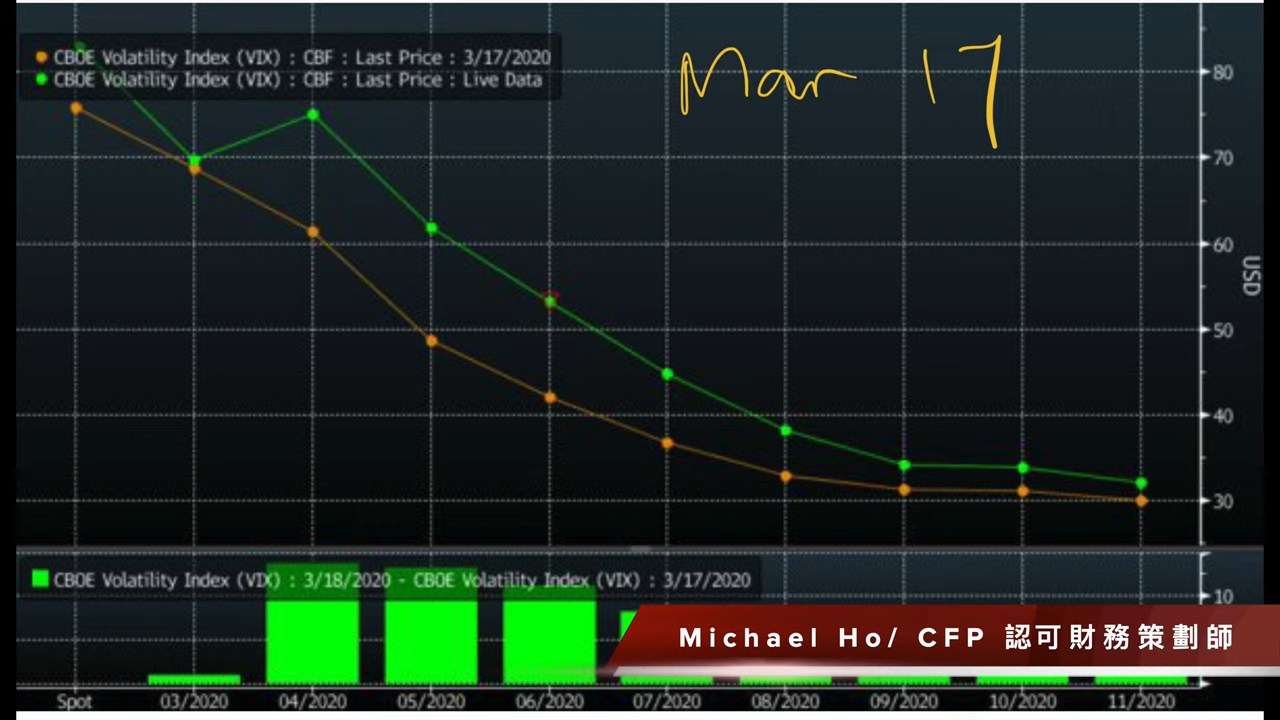 CBOE Volatility Index (VIX) : CBF : Last Price : 3/17/2020
CBOE Volatility Index (VIX) : CBF : Last Price : Live Data
Mar 17
80
70
60
50
40
30
USD
CBOE Volatility Index (VIX) : 3/18/2020 - CBOE Volatility Index (VIX) : 3/17/2020
10
Michael Ho/ CFP 認可財務策劃師
Spot 03/2020 04/2020 05/2020 06/2020 07/2020 08/2020 09/2020 10/2020 11/2020